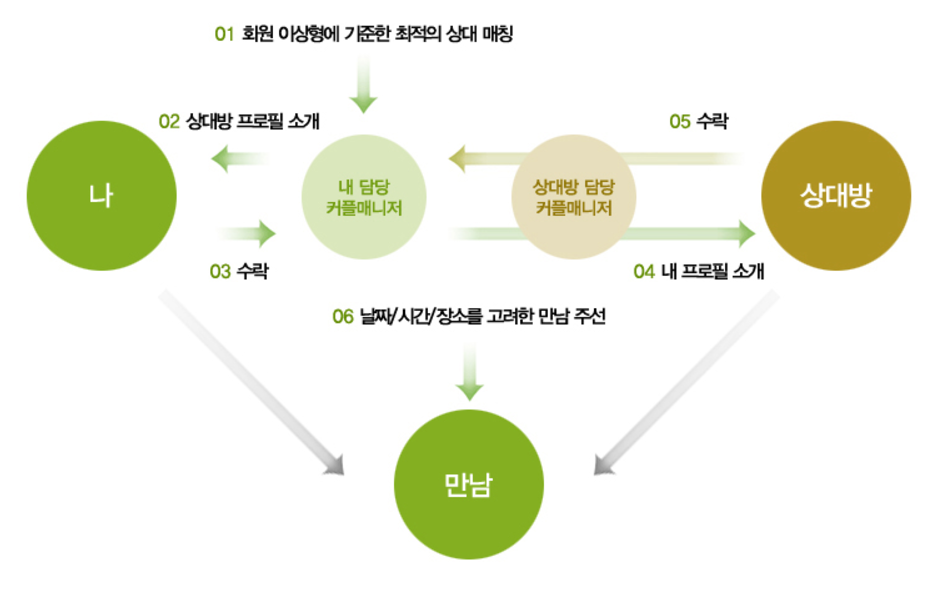 01 회원 이상형에 기준한 최적의 상대 매칭
02 상대방 프로필 소개
05 수락
나
내 담당
커플매니저
상대방 담당
커플매니저
상대방
03 수락
04 내 프로필 소개
06 날짜/시간/장소를 고려한 만남 주선
만남